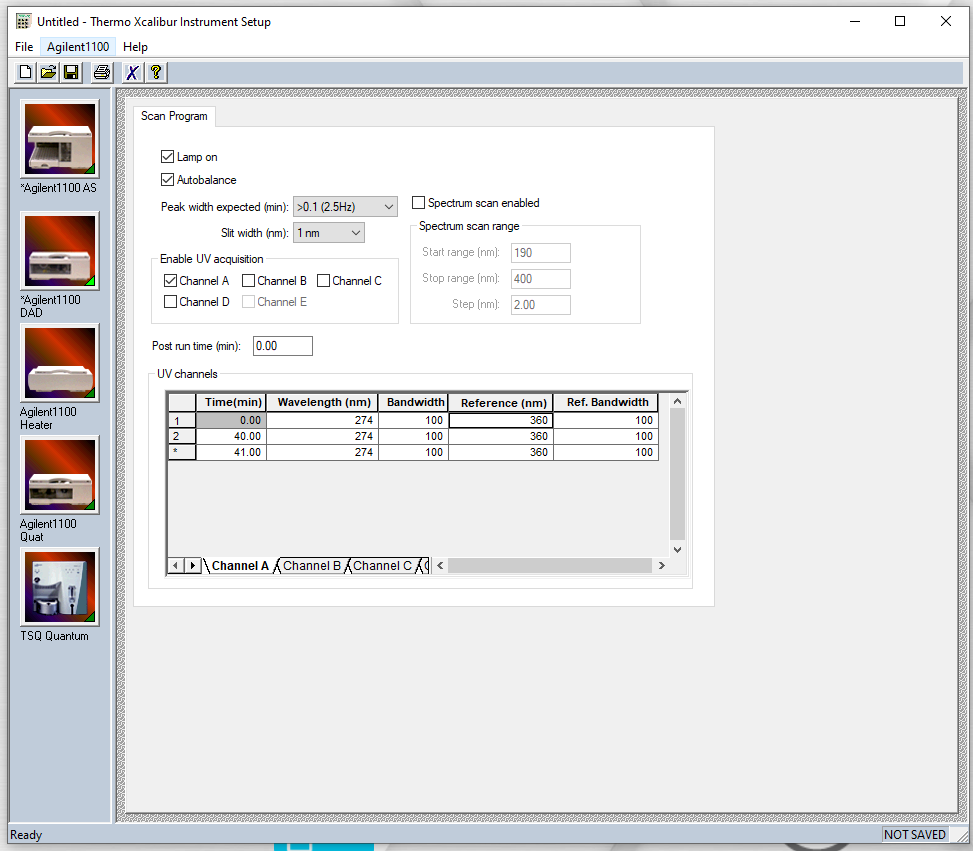 Untitled - Thermo Xcalibur Instrument Setup
File Agilent1100 Help
*Agilent1100 AS
*Agilent1100
DAD
Agilent1100
Heater
Agilent1100
Quat
TSQ Quantum
Scan Program
Lamp on
Autobalance
Peak width expected (min): >0.1 (2.5Hz)
Slit width (nm): 1 nm
Spectrum scan enabled
Spectrum scan range
Start range (nm): 190
Stop range (nm): 400
Step (nm): 2.00
Enable UV acquisition
Channel A Channel B Channel C
Channel D Channel E
Post run time (min): 0.00
UV channels
Time(min) Wavelength (nm) Bandwidth Reference (nm) Ref. Bandwidth
1 0.00 274 100 360 100
2 40.00 274 100 360 100
* 41.00 274 100 360 100
Channel A Channel B Channel C
Ready NOT SAVED